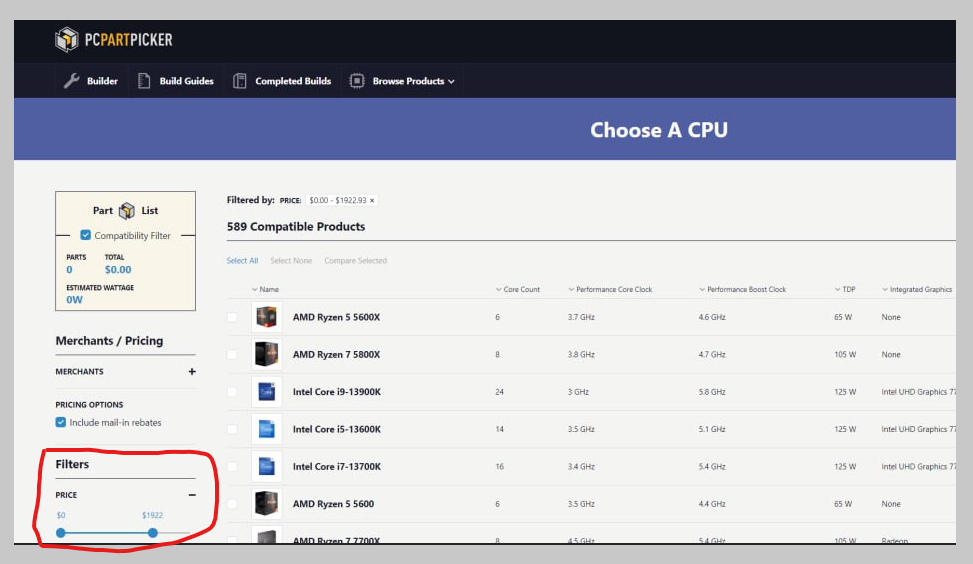 PCPARTPICKER
Builder Build Guides Completed Builds Browse Products
Choose A CPU
Part List
Compatibility Filter
PARTS TOTAL
0 $0.00
ESTIMATED WATTAGE
0W
Merchants / Pricing
MERCHANTS +
PRICING OPTIONS
Include mail-in rebates
Filters
PRICE −
$0 $1922
Filtered by: PRICE: $0.00 - $1922.93 ×
589 Compatible Products
Select All Select None Compare Selected
Name Core Count Performance Core Clock Performance Boost Clock TDP Integrated Graphics
AMD Ryzen 5 5600X 6 3.7 GHz 4.6 GHz 65 W None
AMD Ryzen 7 5800X 8 3.8 GHz 4.7 GHz 105 W None
Intel Core i9-13900K 24 3 GHz 5.8 GHz 125 W Intel UHD Graphics 77
Intel Core i5-13600K 14 3.5 GHz 5.1 GHz 125 W Intel UHD Graphics 77
Intel Core i7-13700K 16 3.4 GHz 5.4 GHz 125 W Intel UHD Graphics 77
AMD Ryzen 5 5600 6 3.5 GHz 4.4 GHz 65 W None
AMD Ryzen 7 7700X 8 4.5 GHz 5.4 GHz 105 W Radeon